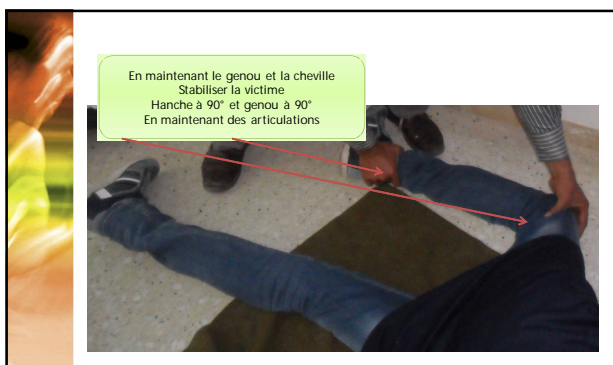 En maintenant le genou et la cheville
Stabiliser la victime
Hanche à 90° et genou à 90°
En maintenant des articulations